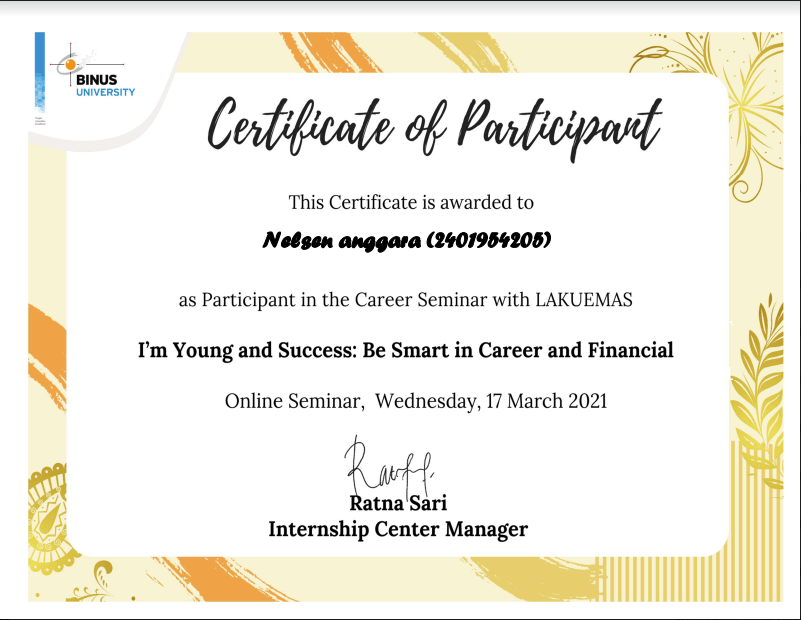 BINUS
UNIVERSITY
Certificate of Participant
This Certificate is awarded to
Nelsen anggara (2401954205)
as Participant in the Career Seminar with LAKUEMAS
I'm Young and Success: Be Smart in Career and Financial
Online Seminar, Wednesday, 17 March 2021
Ratna Sari
Internship Center Manager